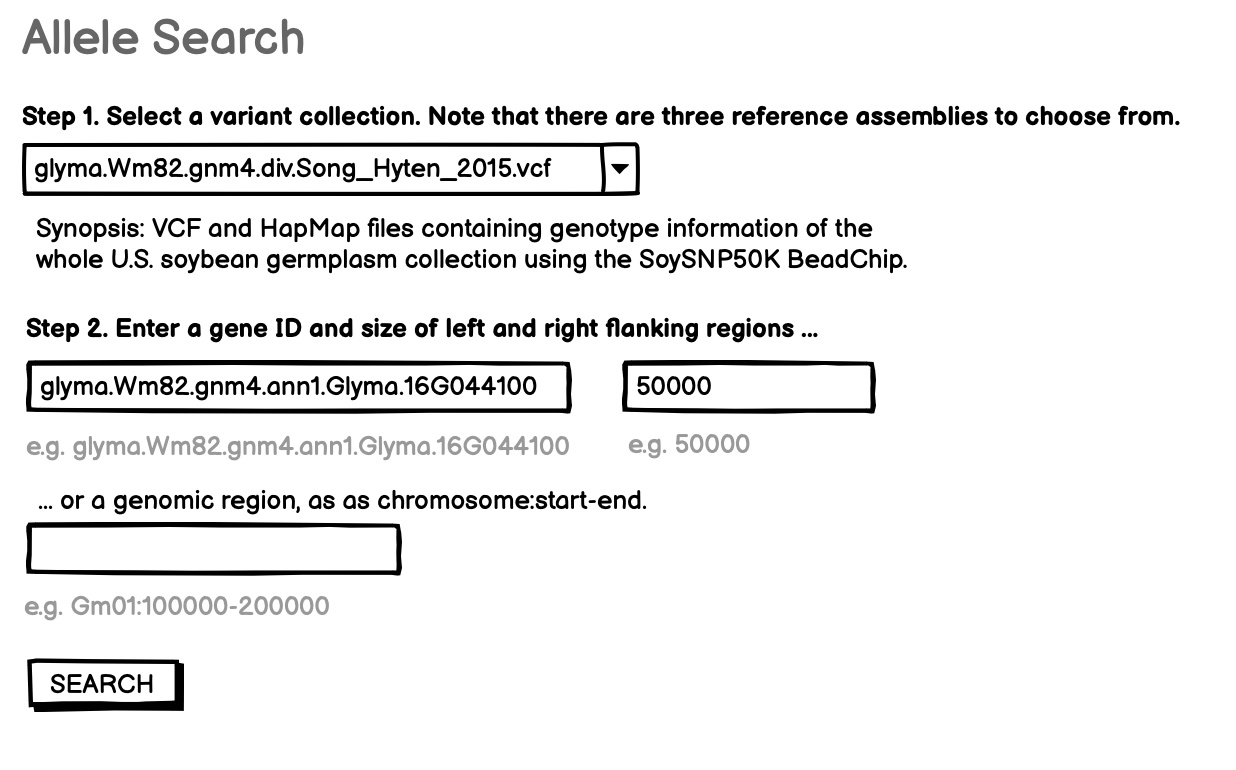 Allele Search
Step 1. Select a variant collection. Note that there are three reference assemblies to choose from.
glyma.Wm82.gnm4.div.Song_Hyten_2015.vcf
Synopsis: VCF and HapMap files containing genotype information of the
whole U.S. soybean germplasm collection using the SoySNP50K BeadChip.
Step 2. Enter a gene ID and size of left and right flanking regions ...
glyma.Wm82.gnm4.ann1.Glyma.16G044100 50000
e.g. glyma.Wm82.gnm4.ann1.Glyma.16G044100 e.g. 50000
... or a genomic region, as as chromosome:start-end.
e.g. Gm01:100000-200000
SEARCH